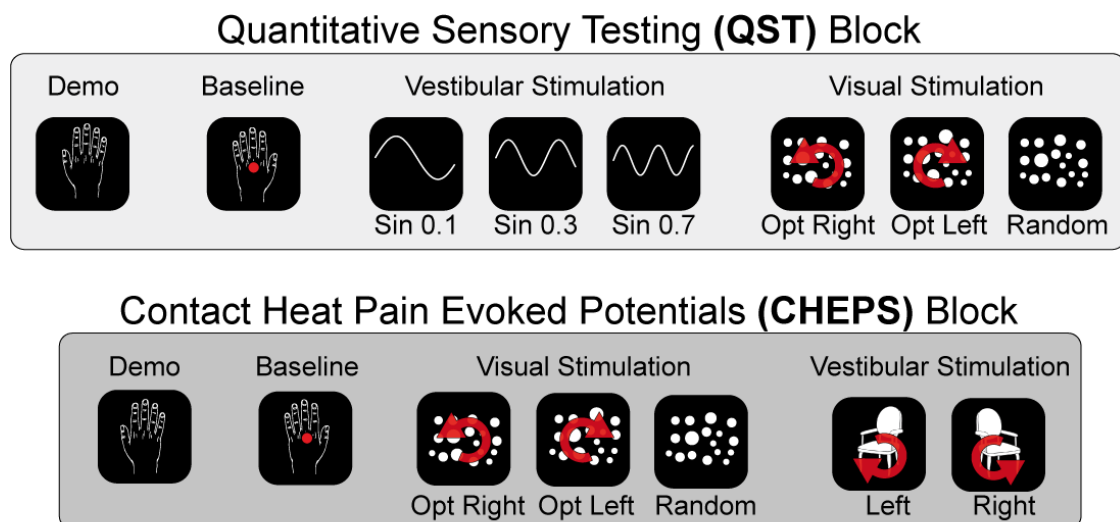 Quantitative Sensory Testing (QST) Block
Demo Baseline Vestibular Stimulation Visual Stimulation
Sin 0.1 Sin 0.3 Sin 0.7 Opt Right Opt Left Random
Contact Heat Pain Evoked Potentials (CHEPS) Block
Demo Baseline Visual Stimulation Vestibular Stimulation
Opt Right Opt Left Random Left Right